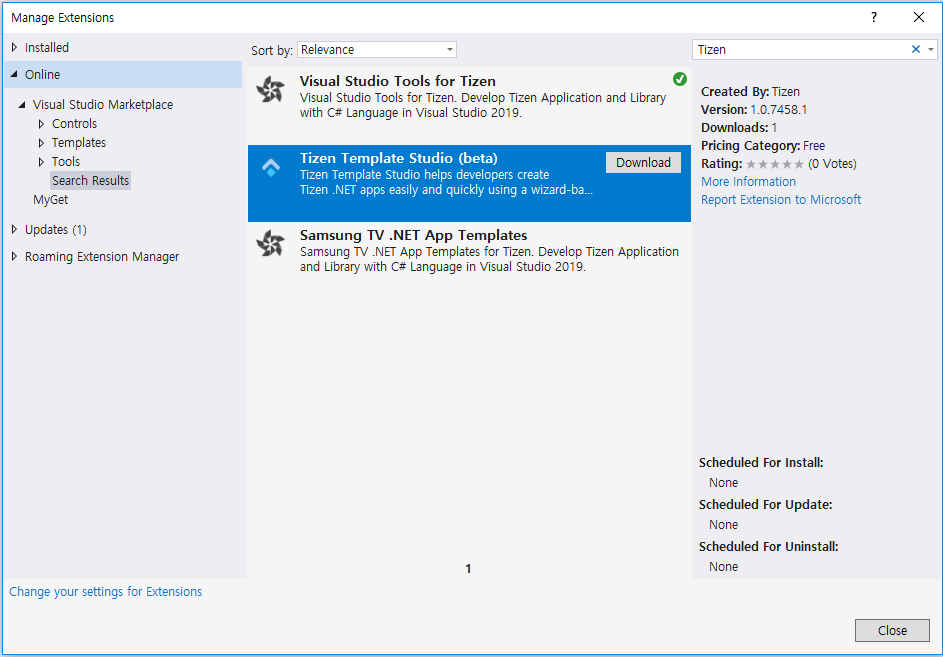 Manage Extensions
?
Installed
Online
Visual Studio Marketplace
Controls
Templates
Tools
Search Results
MyGet
Updates (1)
Roaming Extension Manager
Sort by: Relevance
Visual Studio Tools for Tizen
Visual Studio Tools for Tizen. Develop Tizen Application and Library
with C# Language in Visual Studio 2019.
Tizen Template Studio (beta)
Download
Tizen Template Studio helps developers create
Tizen .NET apps easily and quickly using a wizard-ba...
Samsung TV .NET App Templates
Samsung TV .NET App Templates for Tizen. Develop Tizen Application
and Library with C# Language in Visual Studio 2019.
1
Tizen
Created By: Tizen
Version: 1.0.7458.1
Downloads: 1
Pricing Category: Free
Rating: ★★★★★ (0 Votes)
More Information
Report Extension to Microsoft
Scheduled For Install:
None
Scheduled For Update:
None
Scheduled For Uninstall:
None
Change your settings for Extensions
Close